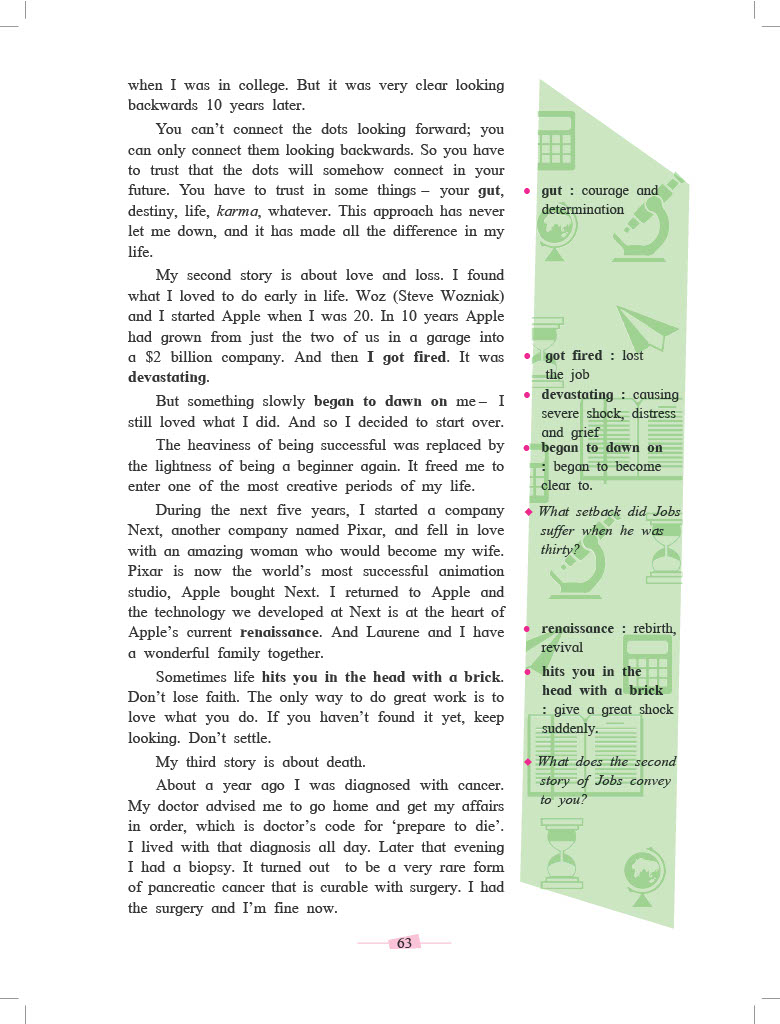 when I was in college. But it was very clear looking
backwards 10 years later.
You can't connect the dots looking forward; you
can only connect them looking backwards. So you have
to trust that the dots will somehow connect in your
future. You have to trust in some things – your gut,
destiny, life, karma, whatever. This approach has never
let me down, and it has made all the difference in my
life.
My second story is about love and loss. I found
what I loved to do early in life. Woz (Steve Wozniak)
and I started Apple when I was 20. In 10 years Apple
had grown from just the two of us in a garage into
a $2 billion company. And then I got fired. It was
devastating.
But something slowly began to dawn on me – I
still loved what I did. And so I decided to start over.
The heaviness of being successful was replaced by
the lightness of being a beginner again. It freed me to
enter one of the most creative periods of my life.
During the next five years, I started a company
Next, another company named Pixar, and fell in love
with an amazing woman who would become my wife.
Pixar is now the world's most successful animation
studio, Apple bought Next. I returned to Apple and
the technology we developed at Next is at the heart of
Apple's current renaissance. And Laurene and I have
a wonderful family together.
Sometimes life hits you in the head with a brick.
Don't lose faith. The only way to do great work is to
love what you do. If you haven't found it yet, keep
looking. Don't settle.
My third story is about death.
About a year ago I was diagnosed with cancer.
My doctor advised me to go home and get my affairs
in order, which is doctor's code for 'prepare to die'.
I lived with that diagnosis all day. Later that evening
I had a biopsy. It turned out to be a very rare form
of pancreatic cancer that is curable with surgery. I had
the surgery and I'm fine now.
• gut : courage and
determination
• got fired : lost
the job
• devastating : causing
severe shock, distress
and grief
• began to dawn on
: began to become
clear to.
◆ What setback did Jobs
suffer when he was
thirty?
• renaissance : rebirth,
revival
• hits you in the
head with a brick
: give a great shock
suddenly.
◆ What does the second
story of Jobs convey
to you?
63